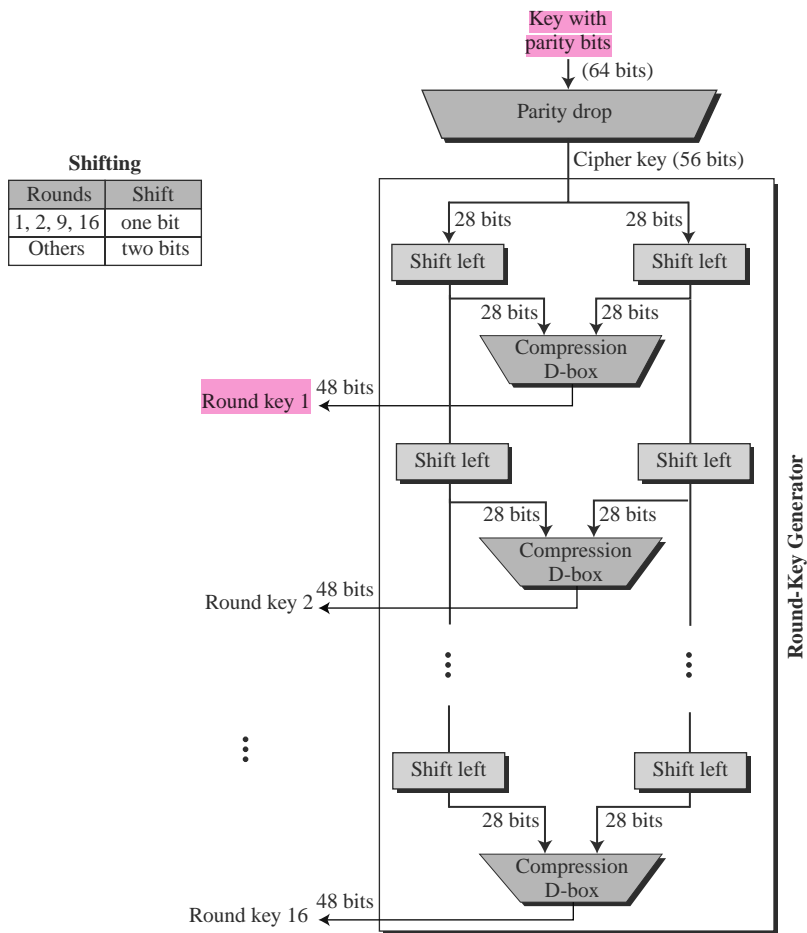 Key with
parity bits
(64 bits)
Parity drop
Cipher key (56 bits)
Shifting
Rounds Shift
1, 2, 9, 16 one bit
Others two bits
28 bits 28 bits
Shift left Shift left
28 bits 28 bits
Compression
D-box
48 bits
Round key 1
Shift left Shift left
28 bits 28 bits
Compression
D-box
48 bits
Round key 2
Round-Key Generator
Shift left Shift left
28 bits 28 bits
Compression
D-box
48 bits
Round key 16